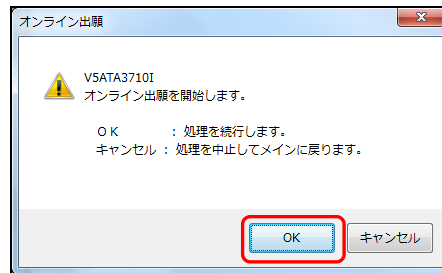 オンライン出願
V5ATA3710I
オンライン出願を開始します。
ＯＫ　　　：処理を続行します。
キャンセル ：処理を中止してメインに戻ります。
OK
キャンセル